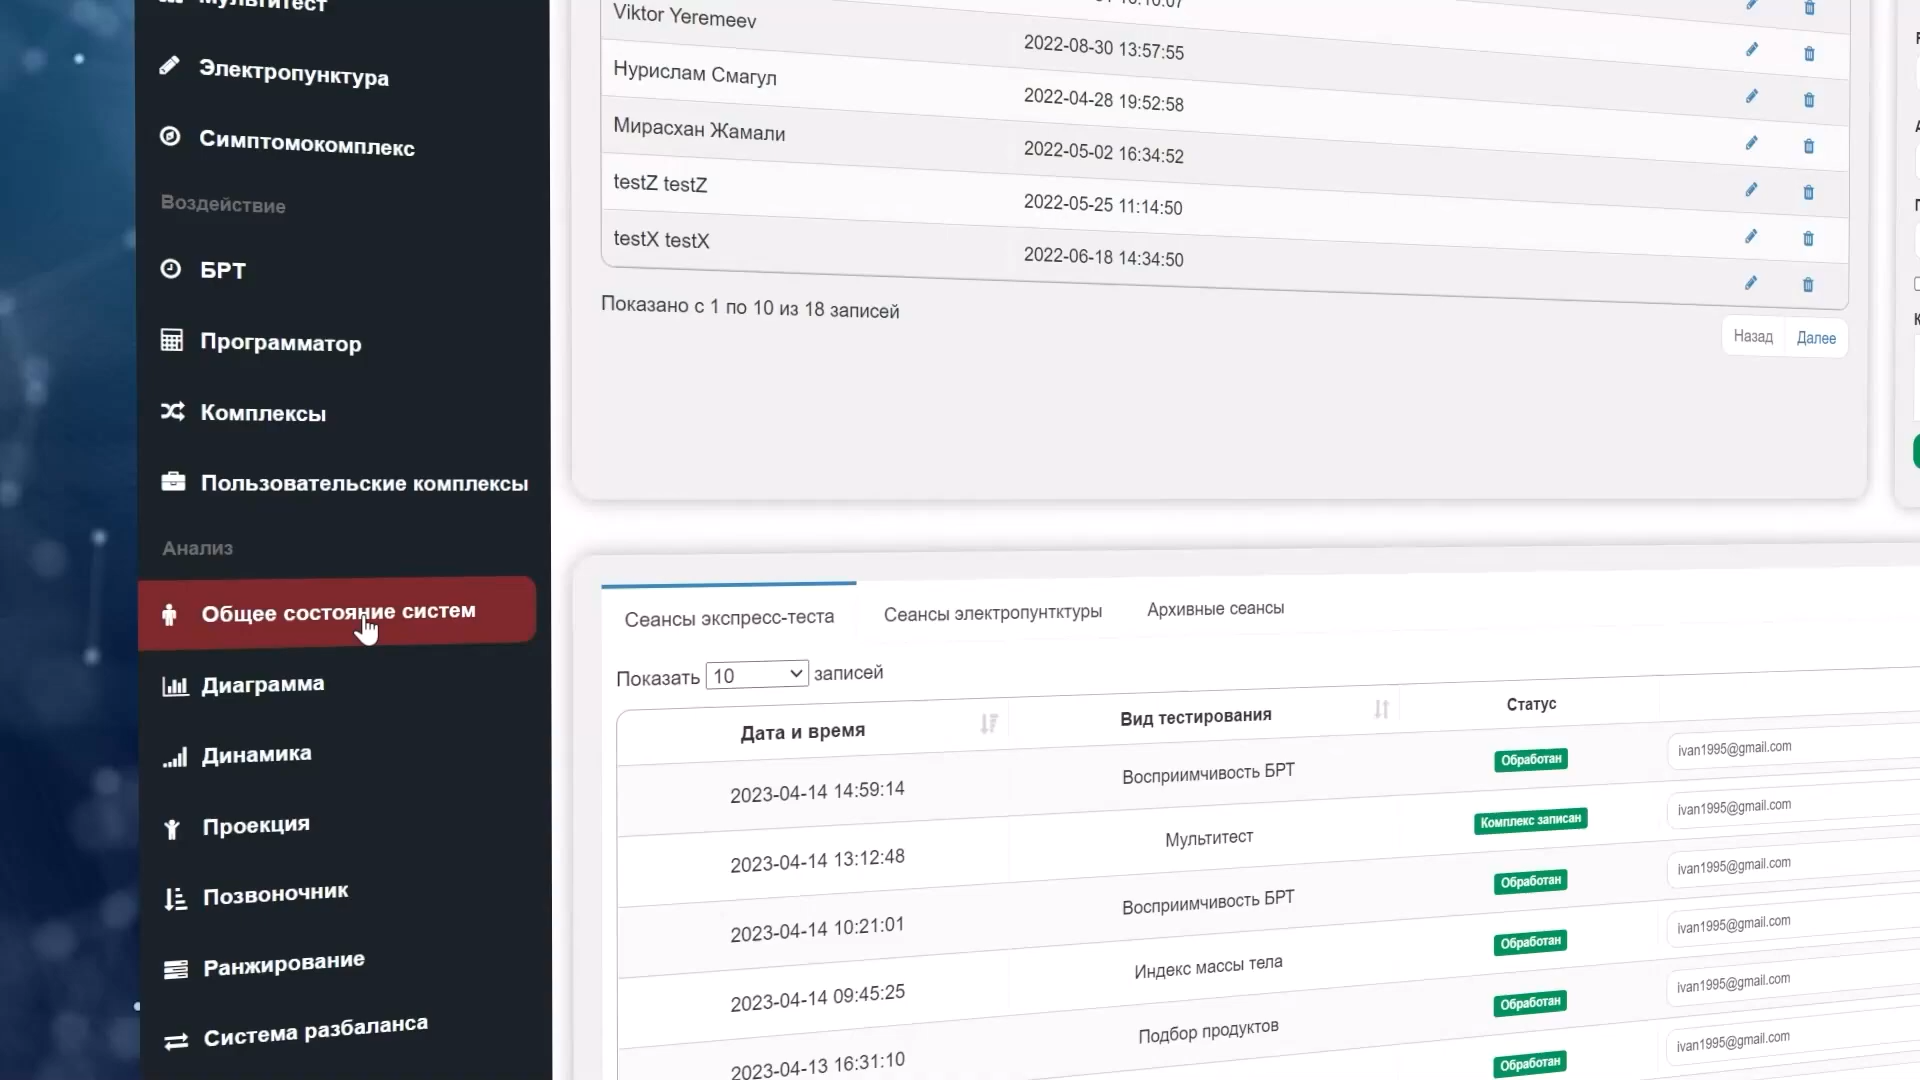 Мультитест
Электропунктура
Симптомокомплекс
Воздействие
БРТ
Программатор
Комплексы
Пользовательские комплексы
Анализ
Общее состояние систем
Диаграмма
Динамика
Проекция
Позвоночник
Ранжирование
Система разбаланса
Viktor Yeremeev
2022-08-30 13:57:55
Нурислам Смагул
2022-04-28 19:52:58
Мирасхан Жамали
2022-05-02 16:34:52
testZ testZ
2022-05-25 11:14:50
testX testX
2022-06-18 14:34:50
Показано с 1 по 10 из 18 записей
Назад Далее
Сеансы экспресс-теста Сеансы электропунтктуры Архивные сеансы
Показать 10 записей
Дата и время Вид тестирования Статус
2023-04-14 14:59:14 Восприимчивость БРТ Обработан ivan1995@gmail.com
2023-04-14 13:12:48 Мультитест Комплекс записан ivan1995@gmail.com
2023-04-14 10:21:01 Восприимчивость БРТ Обработан ivan1995@gmail.com
2023-04-14 09:45:25 Индекс массы тела Обработан ivan1995@gmail.com
2023-04-13 16:31:10 Подбор продуктов Обработан ivan1995@gmail.com
Обработан ivan1995@gmail.com